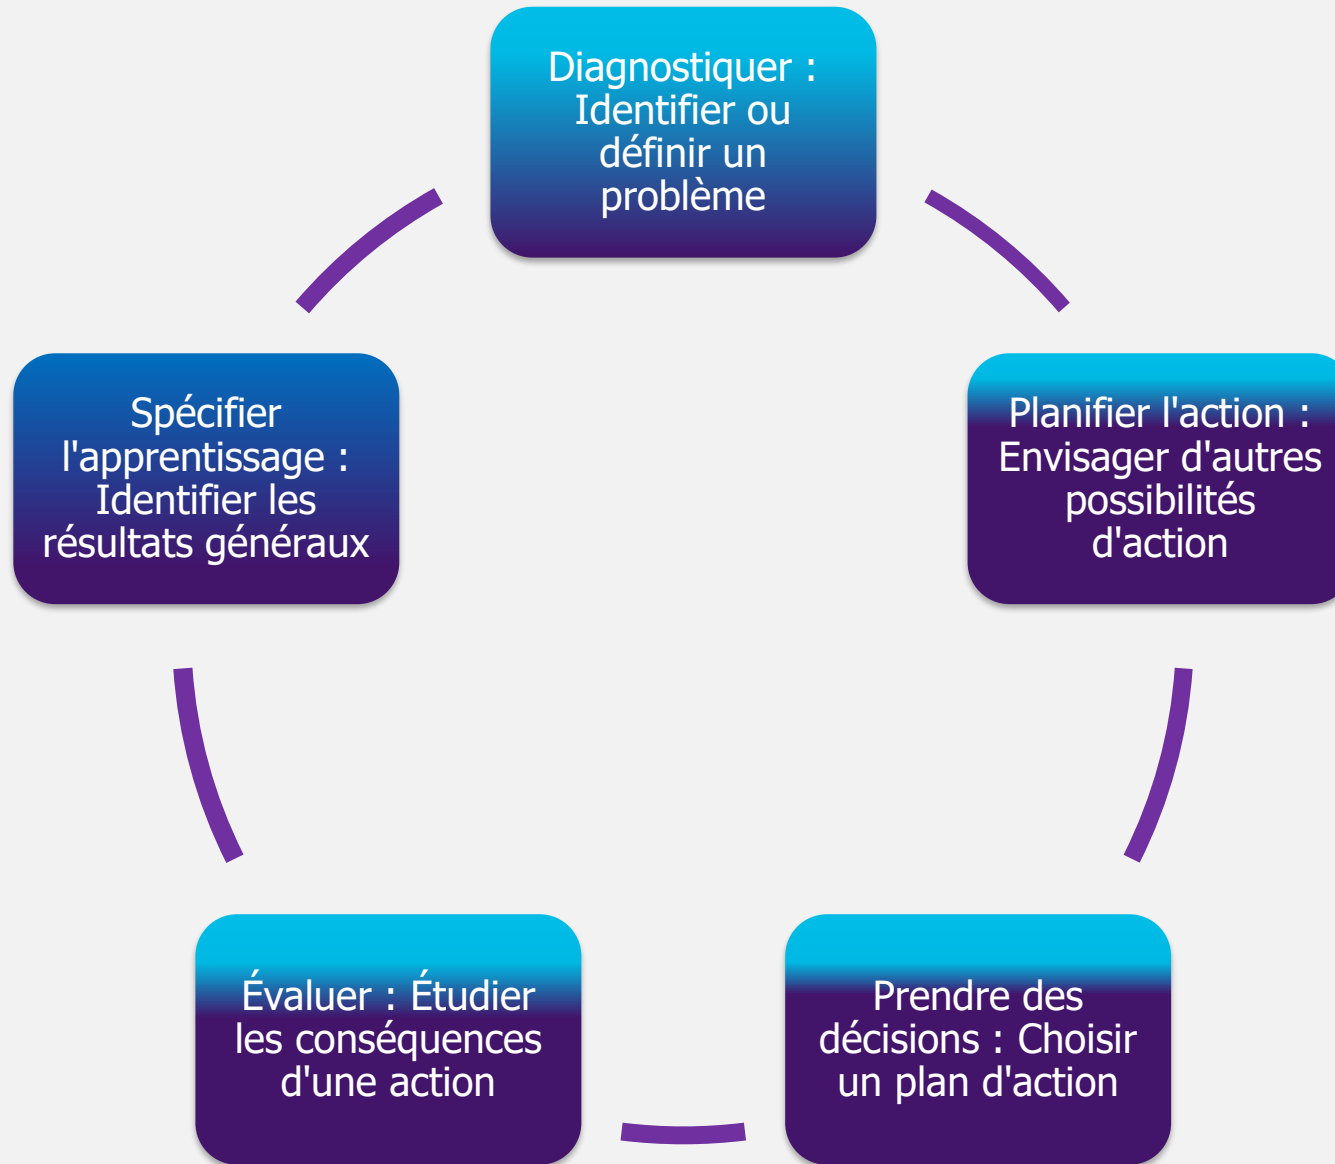 Diagnostiquer :
Identifier ou
définir un
problème
Planifier l'action :
Envisager d'autres
possibilités
d'action
Prendre des
décisions : Choisir
un plan d'action
Évaluer : Étudier
les conséquences
d'une action
Spécifier
l'apprentissage :
Identifier les
résultats généraux